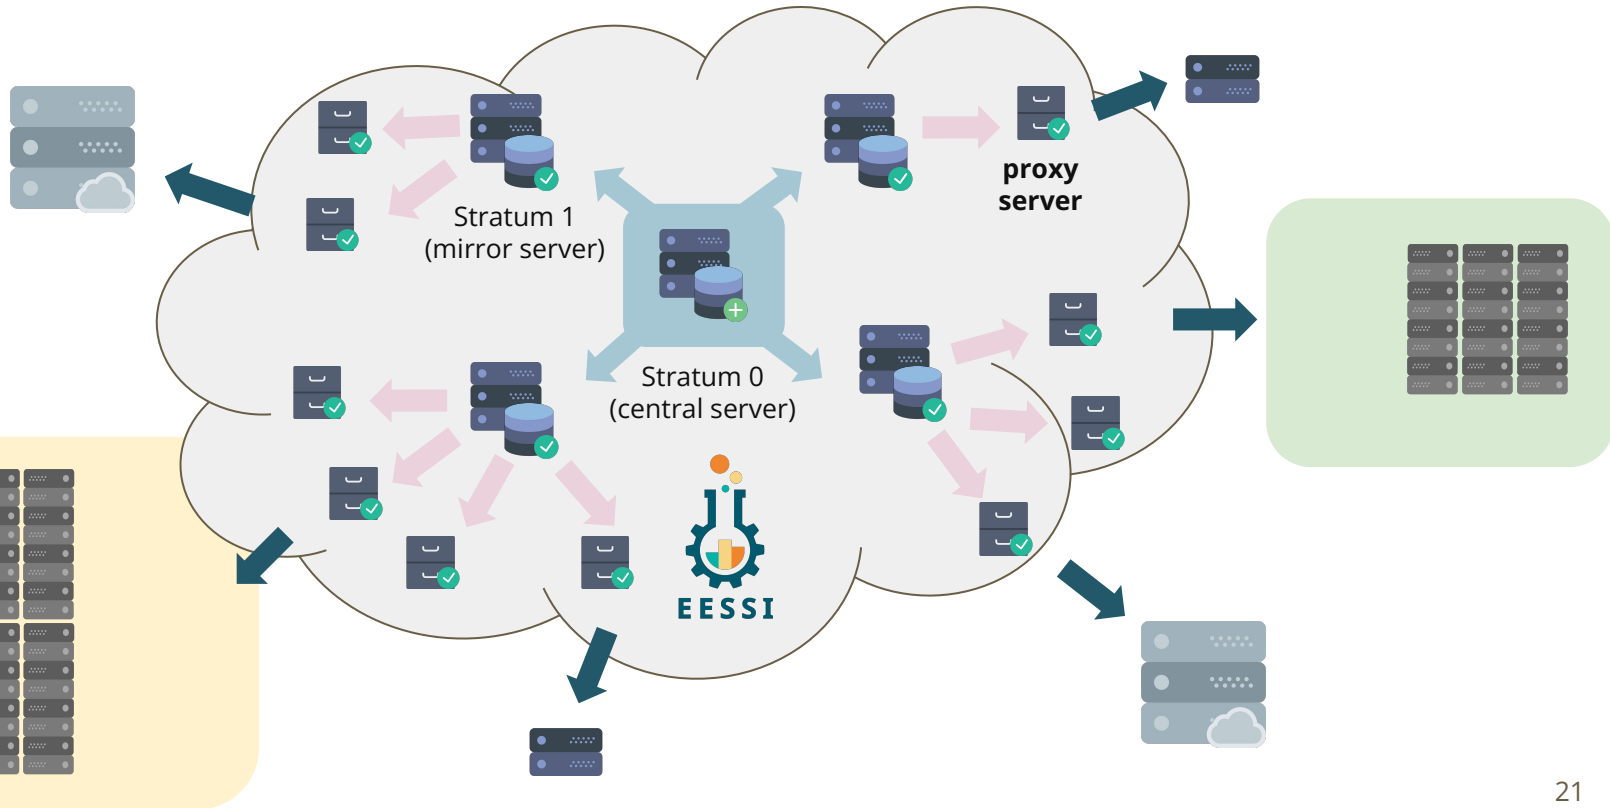 proxy
server
Stratum 1
(mirror server)
Stratum 0
(central server)
EESSI
21